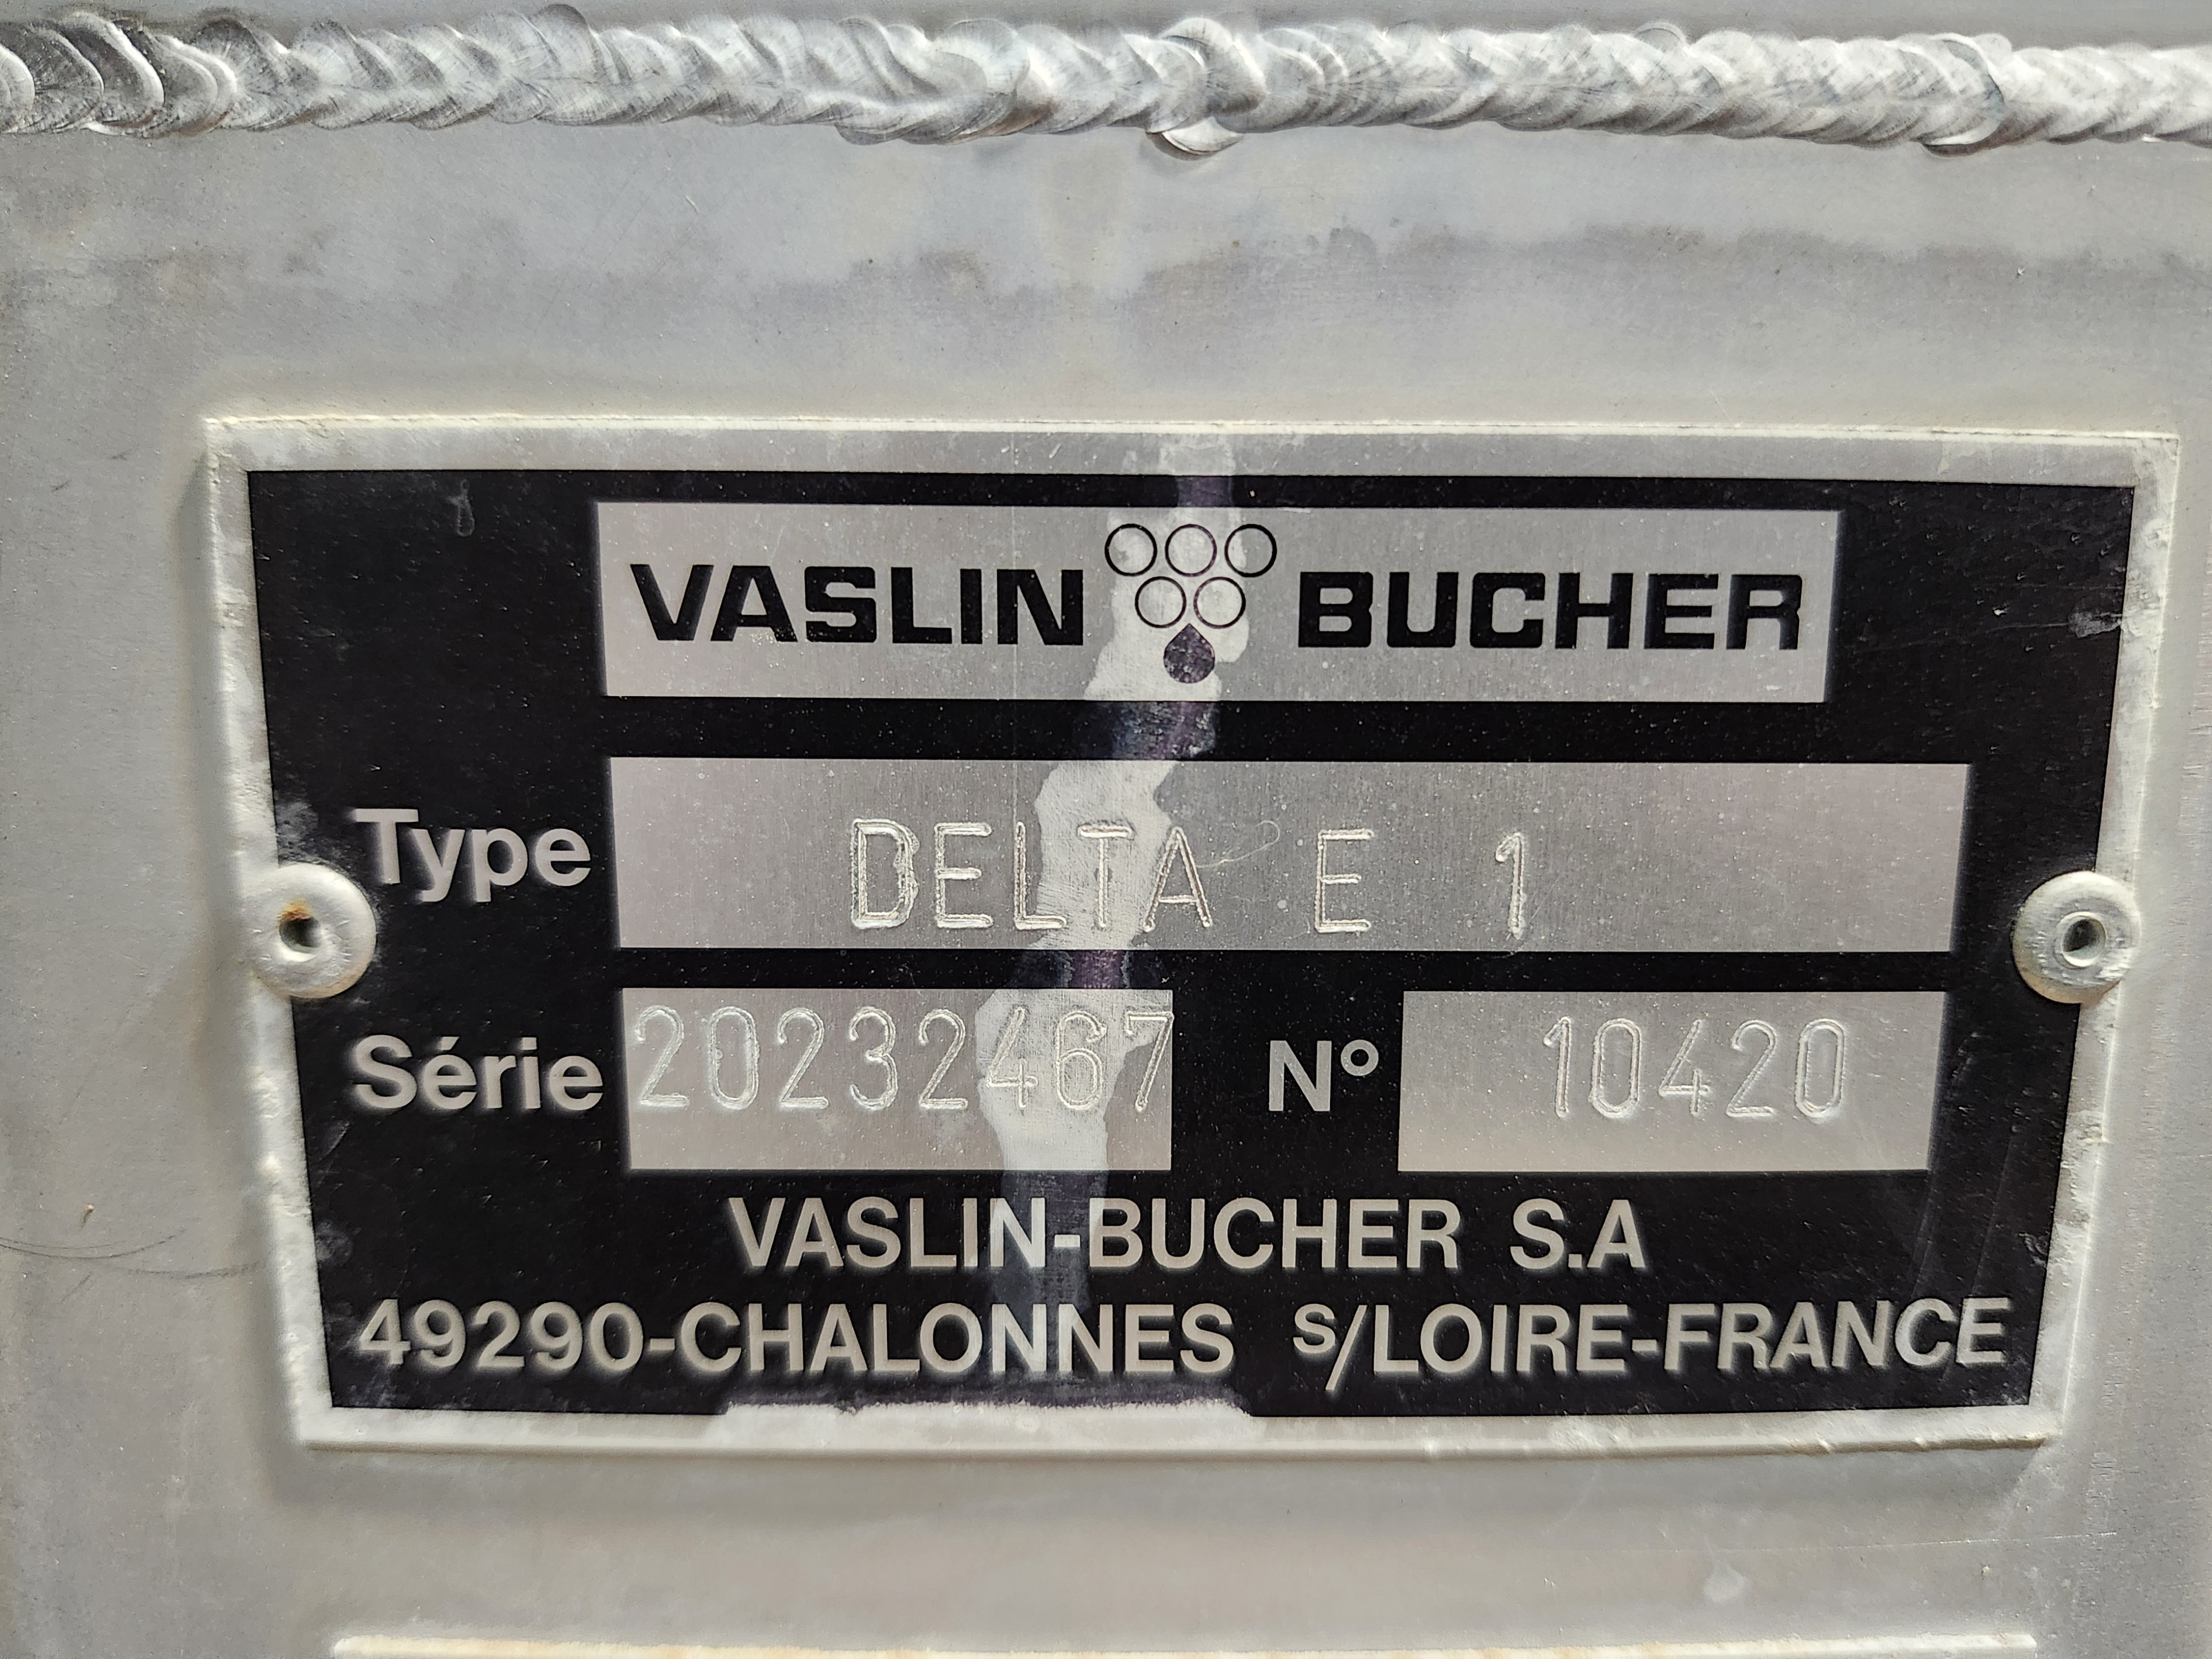 VASLIN BUCHER
Type DELTA E 1
Série 20232467 N° 10420
VASLIN-BUCHER S.A
49290-CHALONNES s/LOIRE-FRANCE